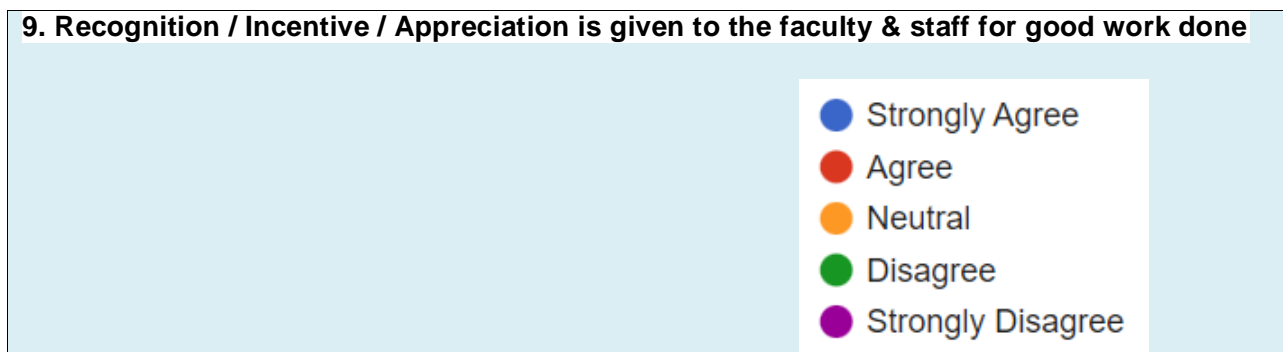 9. Recognition / Incentive / Appreciation is given to the faculty & staff for good work done
Strongly Agree
Agree
Neutral
Disagree
Strongly Disagree